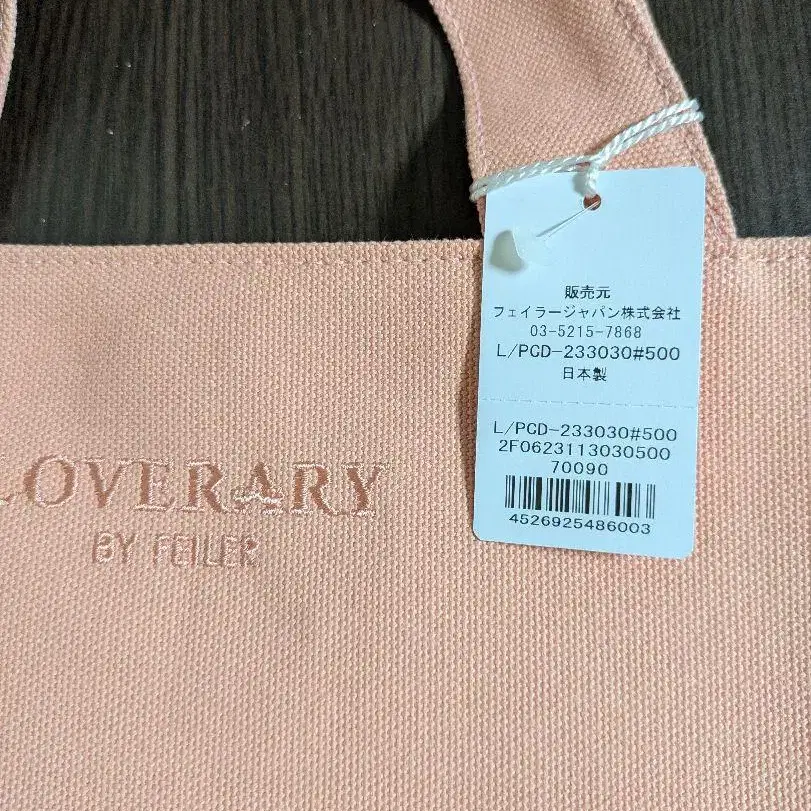 販売元
フェイラージャパン株式会社
03-5215-7868
L/PCD-233030#500
日本製
L/PCD-233030#500
2F0623113030500
70090
4526925486003
LOVERARY
BY FEILER